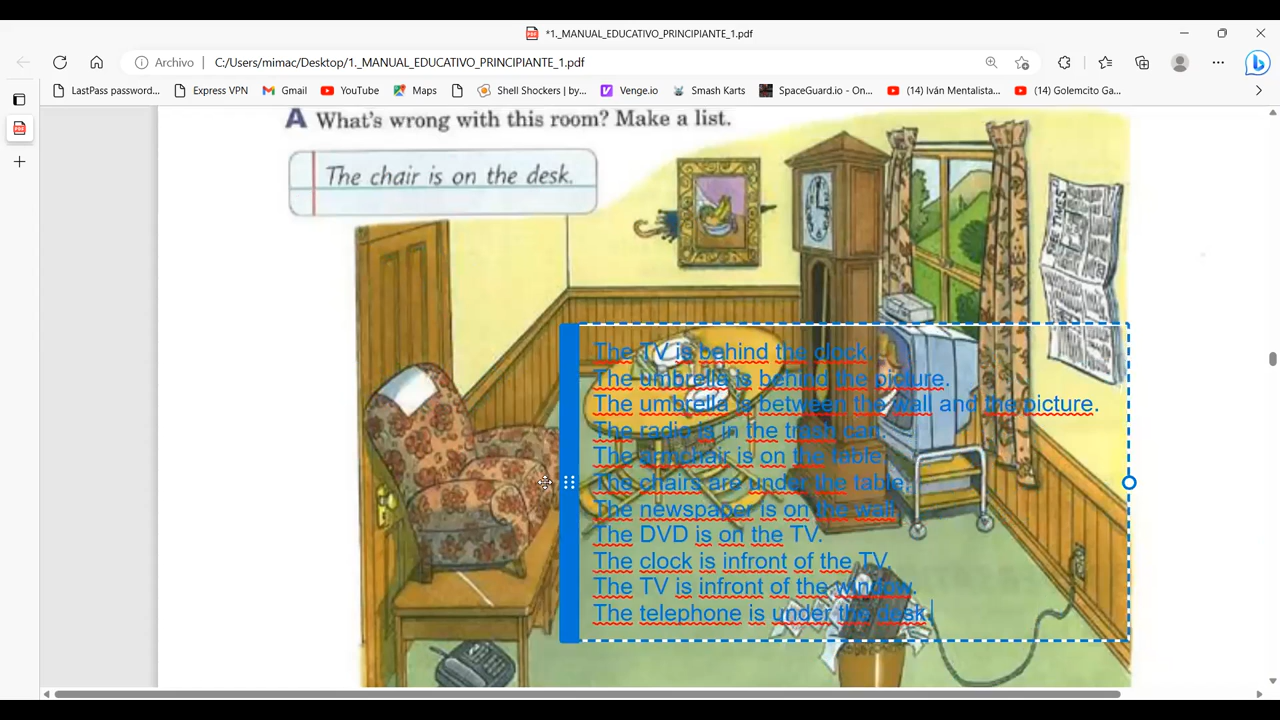 *1._MANUAL_EDUCATIVO_PRINCIPIANTE_1.pdf
Archivo C:/Users/mimac/Desktop/1._MANUAL_EDUCATIVO_PRINCIPIANTE_1.pdf
LastPass password... Express VPN Gmail YouTube Maps Shell Shockers | by... Venge.io Smash Karts SpaceGuard.io - On... (14) Iván Mentalista... (14) Golemcito Ga...
A What's wrong with this room? Make a list.
The chair is on the desk.
The TV is behind the clock.
The umbrella is behind the picture.
The umbrella is between the wall and the picture.
The radio is in the trash can.
The armchair is on the table.
The chairs are under the table.
The newspaper is on the wall.
The DVD is on the TV.
The clock is infront of the TV.
The TV is infront of the window.
The telephone is under the desk.